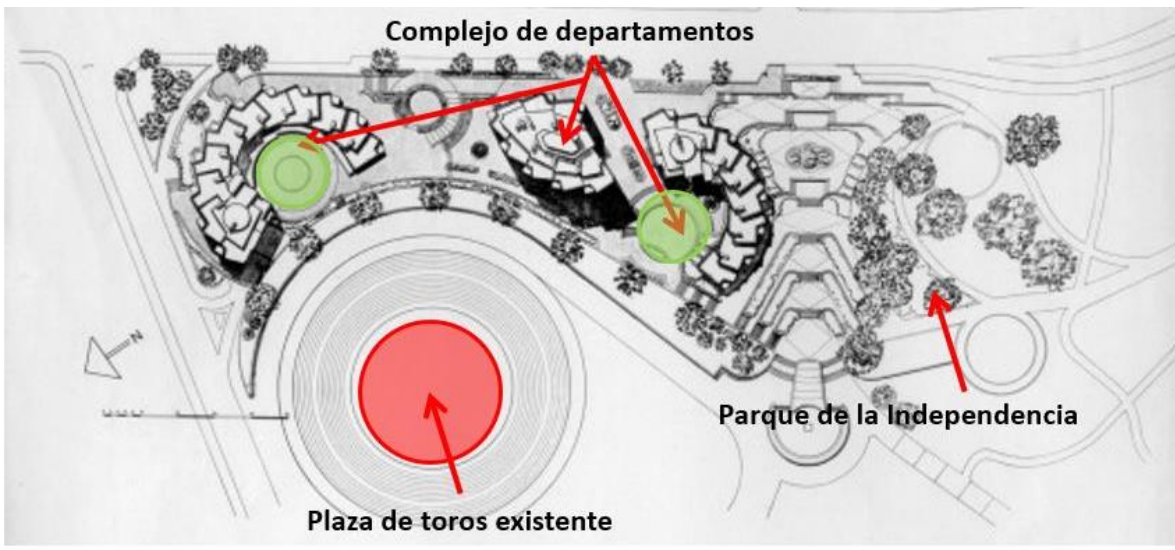 Complejo de departamentos
N
Parque de la Independencia
Plaza de toros existente